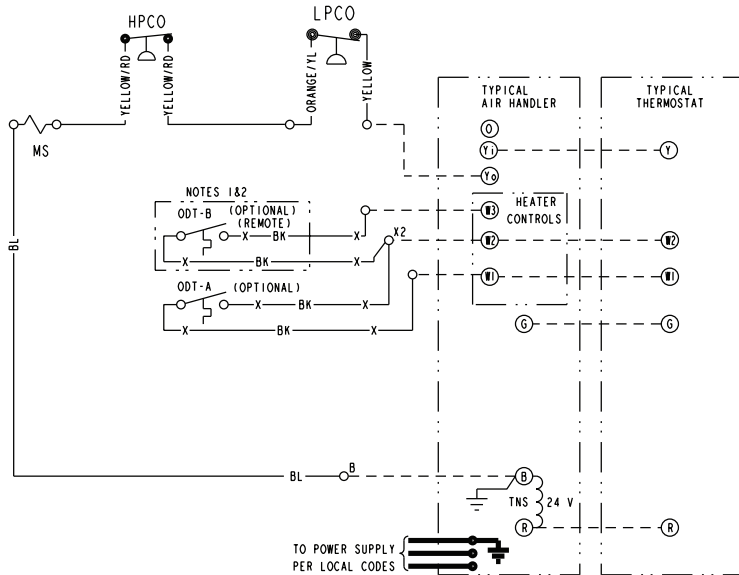 HPCO
LPCO
YELLOW/RD
YELLOW/RD
ORANGE/YL
YELLOW
MS
TYPICAL
AIR HANDLER
TYPICAL
THERMOSTAT
O
Yi
Y
Yo
NOTES 1&2
ODT-B (OPTIONAL)
(REMOTE)
X BK X
X BK X
X2
W3
HEATER
CONTROLS
W2
W2
ODT-A (OPTIONAL)
X BK X
X BK X
W1
W1
BL
G
G
BL
B
B
TNS 24 V
R
R
TO POWER SUPPLY
PER LOCAL CODES